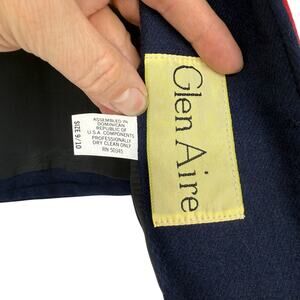 Glen Aire
ASSEMBLED IN
DOMINICAN
REPUBLIC OF
U.S.A. COMPONENTS
PROFESSIONALLY
DRY CLEAN ONLY
RN 50345
SIZE 9/10